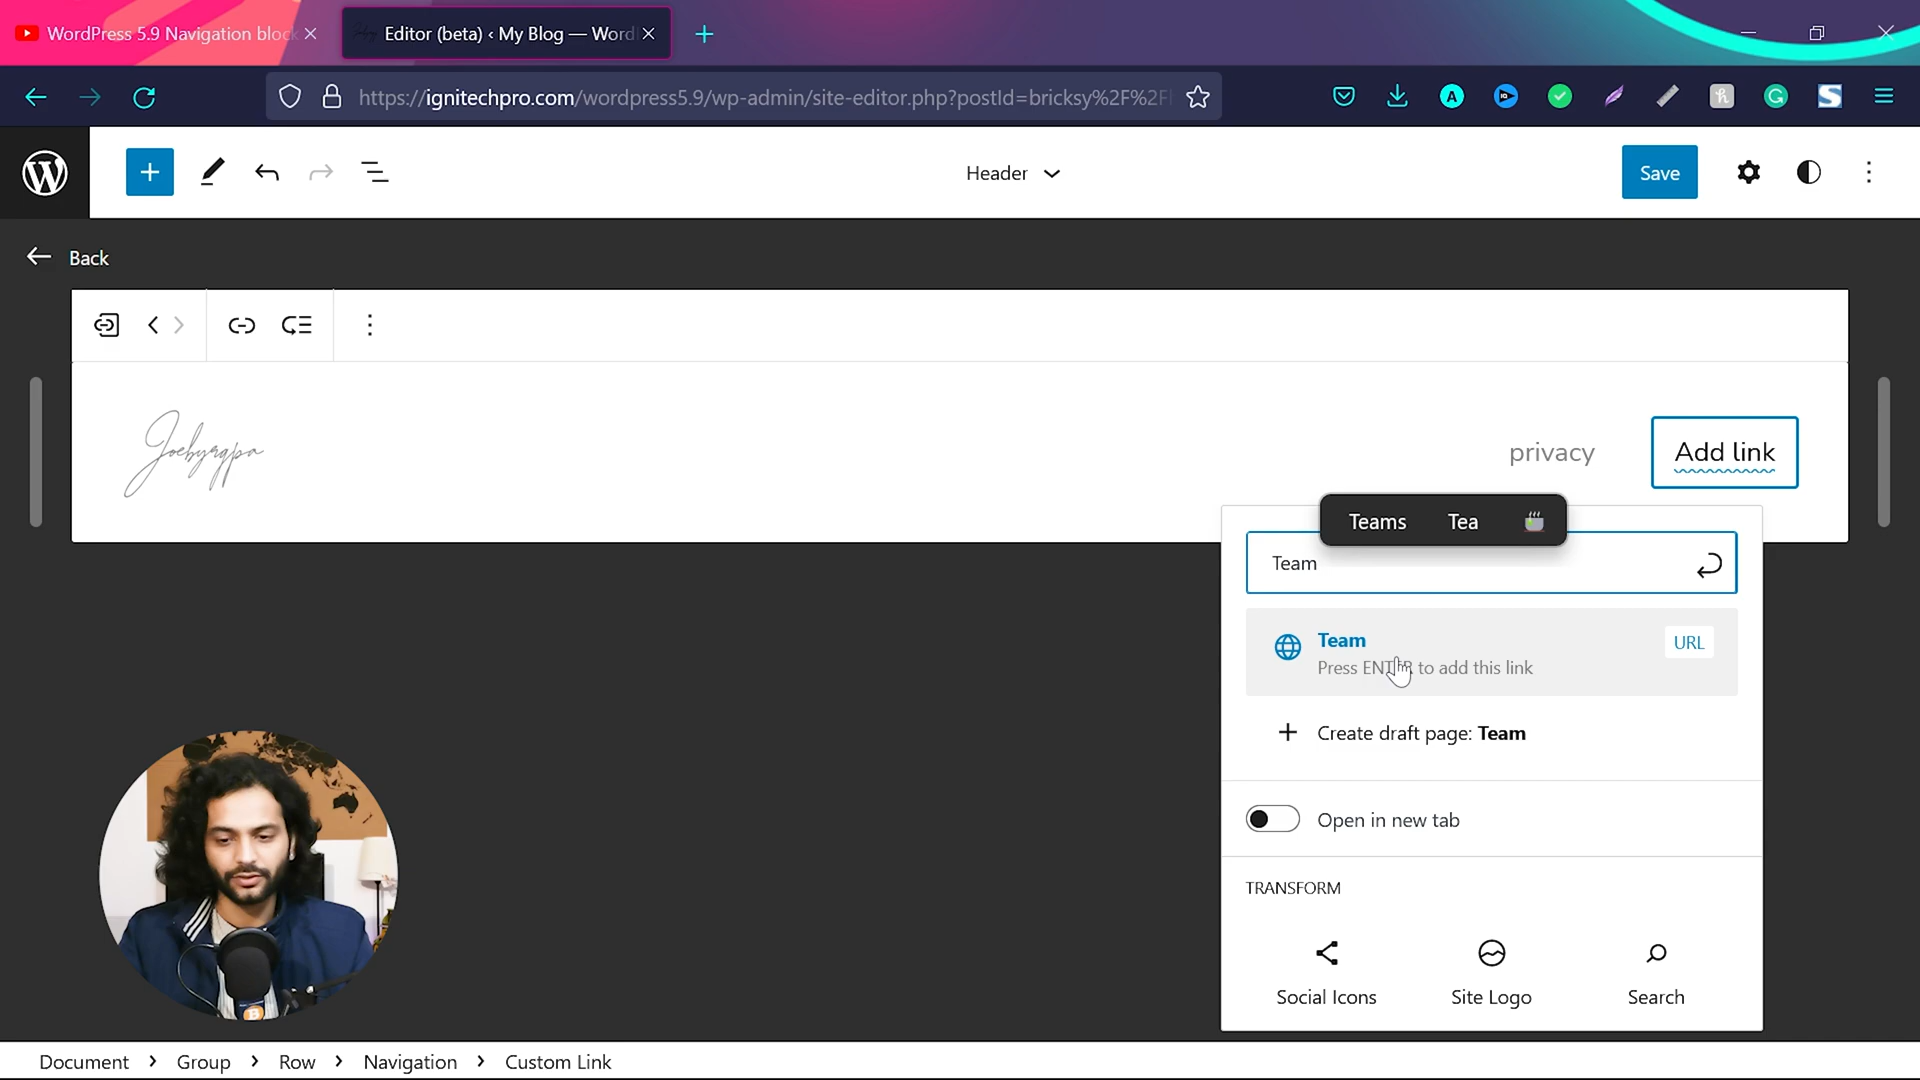 WordPress 5.9 Navigation bloc
Editor (beta) ‹ My Blog — Word
https://ignitechpro.com/wordpress5.9/wp-admin/site-editor.php?postId=bricksy%2F%2F
Header
Save
Back
Joebyrgpa
privacy
Add link
Teams Tea
Team
Team
URL
Press ENTER to add this link
Create draft page: Team
Open in new tab
TRANSFORM
Social Icons
Site Logo
Search
Document > Group > Row > Navigation > Custom Link